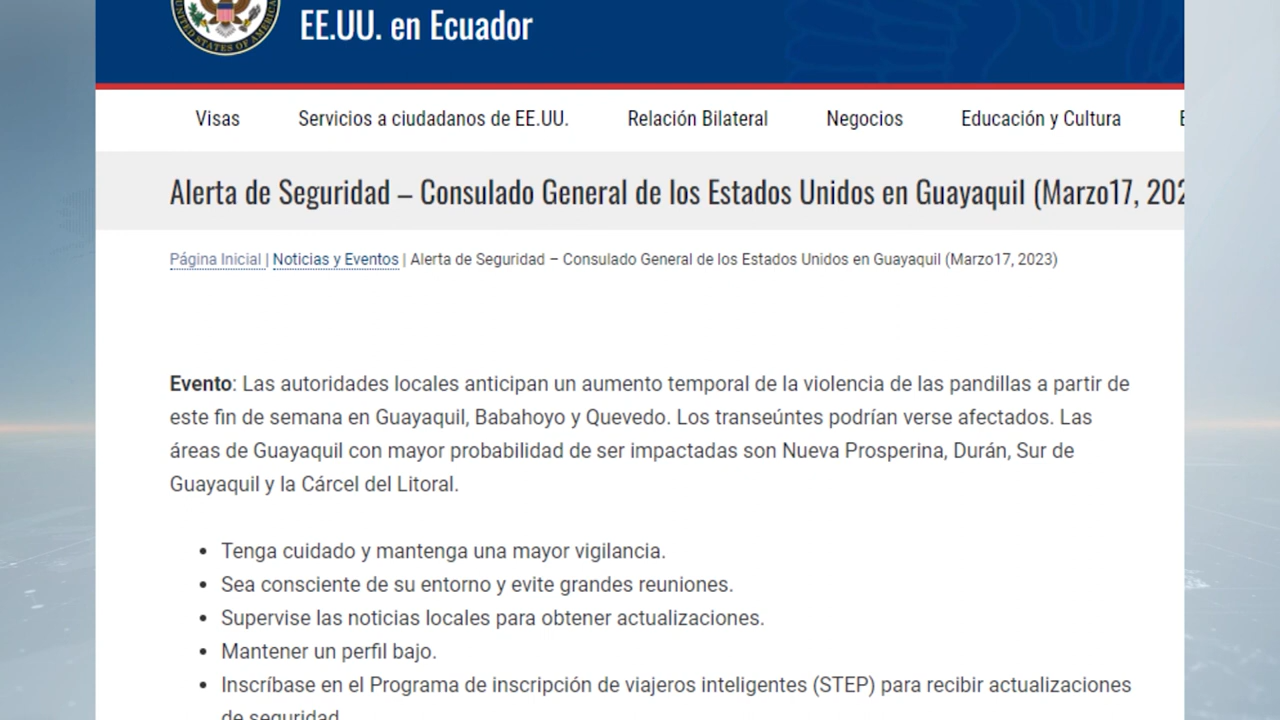 UNITED STATES OF AMERICA
EE.UU. en Ecuador
Visas Servicios a ciudadanos de EE.UU. Relación Bilateral Negocios Educación y Cultura
Alerta de Seguridad – Consulado General de los Estados Unidos en Guayaquil (Marzo17, 202
Página Inicial | Noticias y Eventos | Alerta de Seguridad – Consulado General de los Estados Unidos en Guayaquil (Marzo17, 2023)
Evento: Las autoridades locales anticipan un aumento temporal de la violencia de las pandillas a partir de
este fin de semana en Guayaquil, Babahoyo y Quevedo. Los transeúntes podrían verse afectados. Las
áreas de Guayaquil con mayor probabilidad de ser impactadas son Nueva Prosperina, Durán, Sur de
Guayaquil y la Cárcel del Litoral.
• Tenga cuidado y mantenga una mayor vigilancia.
• Sea consciente de su entorno y evite grandes reuniones.
• Supervise las noticias locales para obtener actualizaciones.
• Mantener un perfil bajo.
• Inscríbase en el Programa de inscripción de viajeros inteligentes (STEP) para recibir actualizaciones
de seguridad